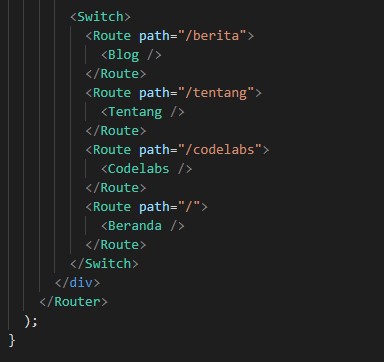 <Switch>
<Route path="/berita">
<Blog />
</Route>
<Route path="/tentang">
<Tentang />
</Route>
<Route path="/codelabs">
<Codelabs />
</Route>
<Route path="/">
<Beranda />
</Route>
</Switch>
</div>
</Router>
);
}